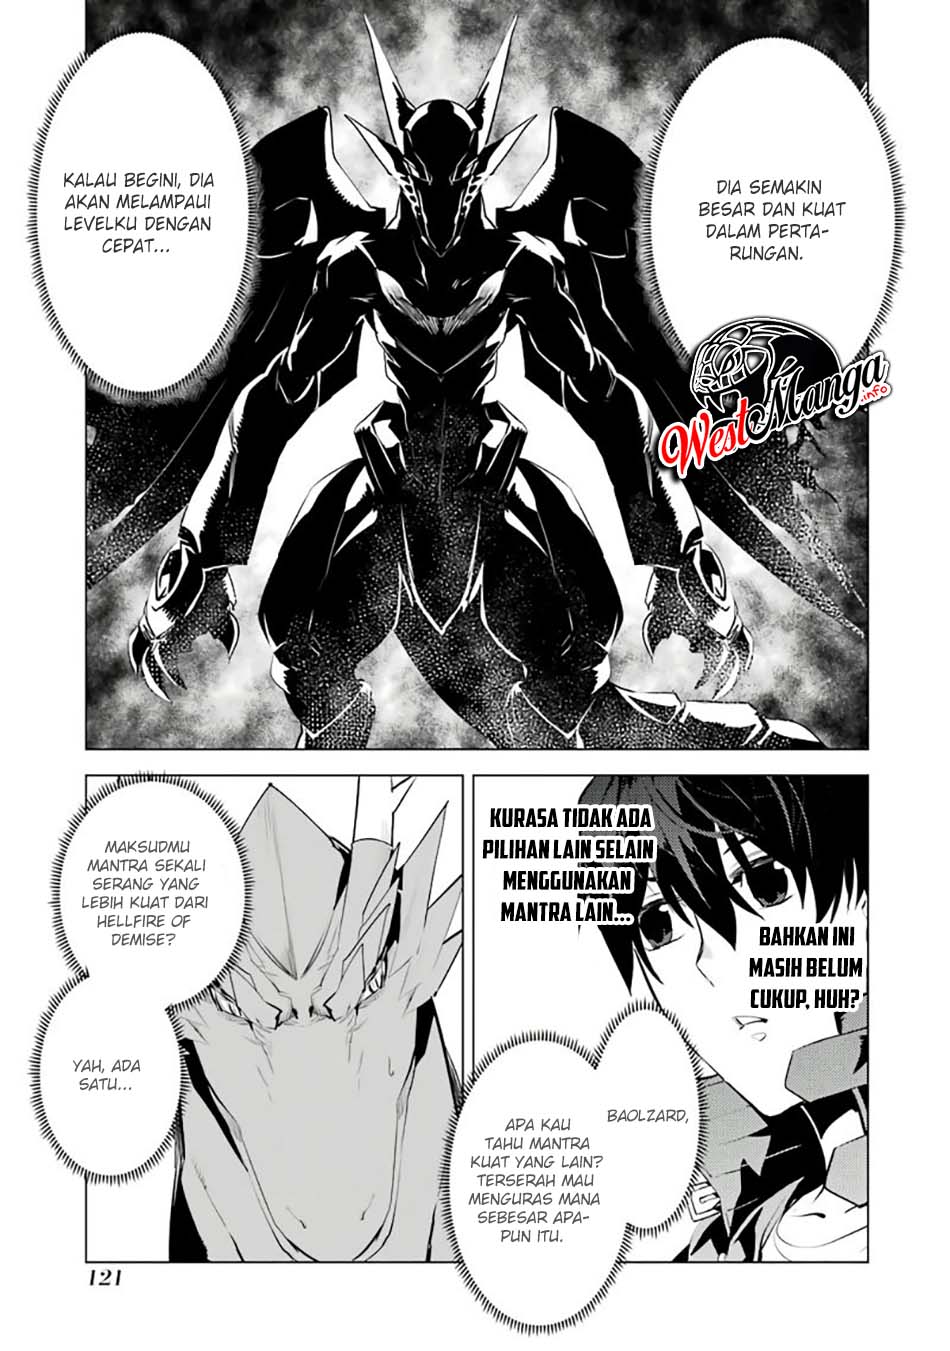 DIA SEMAKIN
BESAR DAN KUAT
DALAM PERTA-
RUNGAN.
KALAU BEGINI, DIA
AKAN MELAMPAUI
LEVELKU DENGAN
CEPAT...
WestManga
.info
BAHKAN INI
MASIH BELUM
CUKUP, HUH?
KURASA TIDAK ADA
PILIHAN LAIN SELAIN
MENGGUNAKAN
MANTRA LAIN...
BAOLZARD,
APA KAU
TAHU MANTRA
KUAT YANG LAIN?
TERSERAH MAU
MENGURAS MANA
SEBESAR APA-
PUN ITU.
MAKSUDMU
MANTRA SEKALI
SERANG YANG
LEBIH KUAT DARI
HELLFIRE OF
DEMISE?
YAH, ADA
SATU...
121